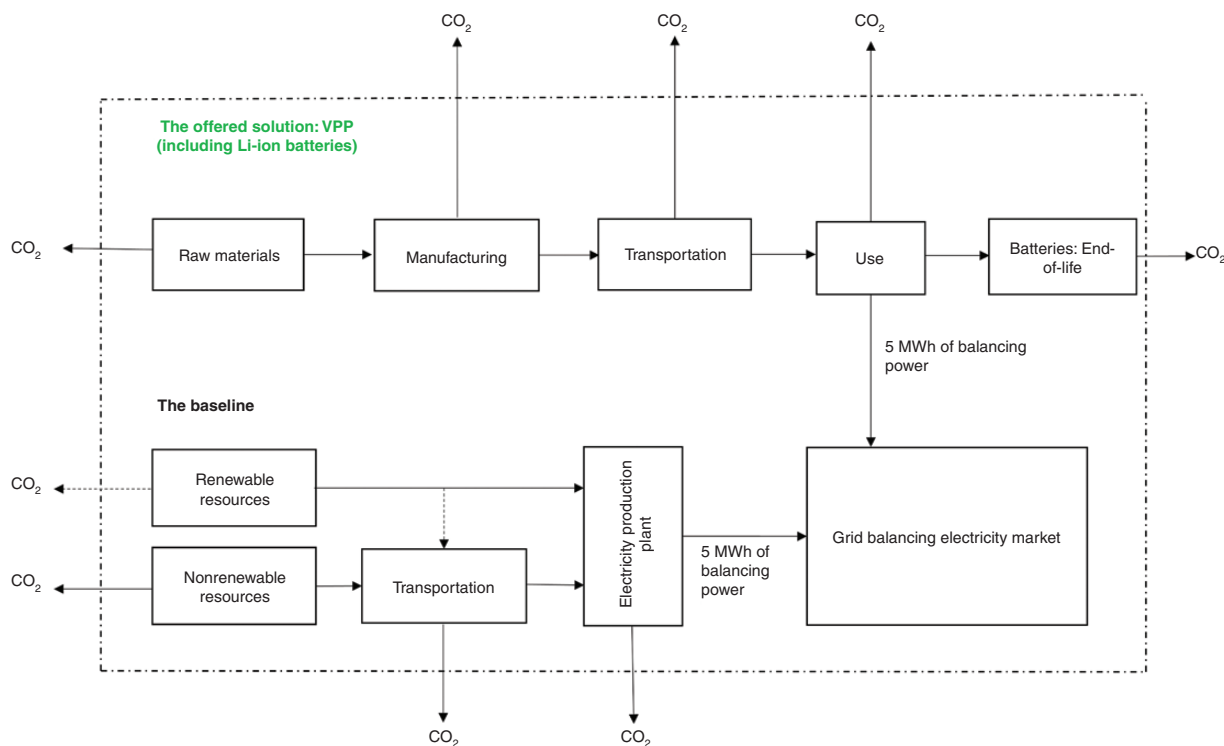 CO₂
CO₂
CO₂
The offered solution: VPP
(including Li-ion batteries)
CO₂
Raw materials
Manufacturing
Transportation
Use
Batteries: End-
of-life
CO₂
5 MWh of balancing
power
The baseline
CO₂
Renewable
resources
Electricity production
plant
5 MWh of
balancing
power
Grid balancing electricity market
CO₂
Nonrenewable
resources
Transportation
CO₂
CO₂